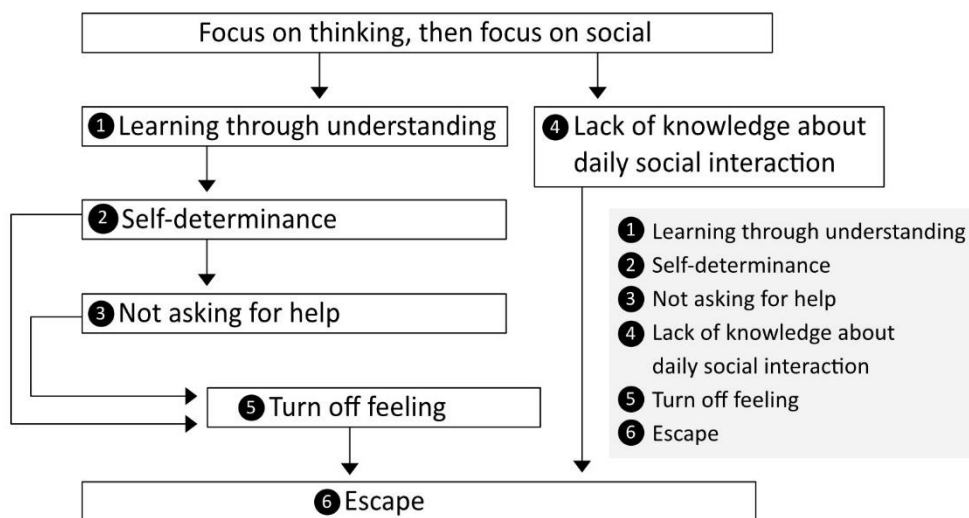 Focus on thinking, then focus on social
1 Learning through understanding
4 Lack of knowledge about
daily social interaction
2 Self-determinance
3 Not asking for help
5 Turn off feeling
6 Escape
1 Learning through understanding
2 Self-determinance
3 Not asking for help
4 Lack of knowledge about
daily social interaction
5 Turn off feeling
6 Escape